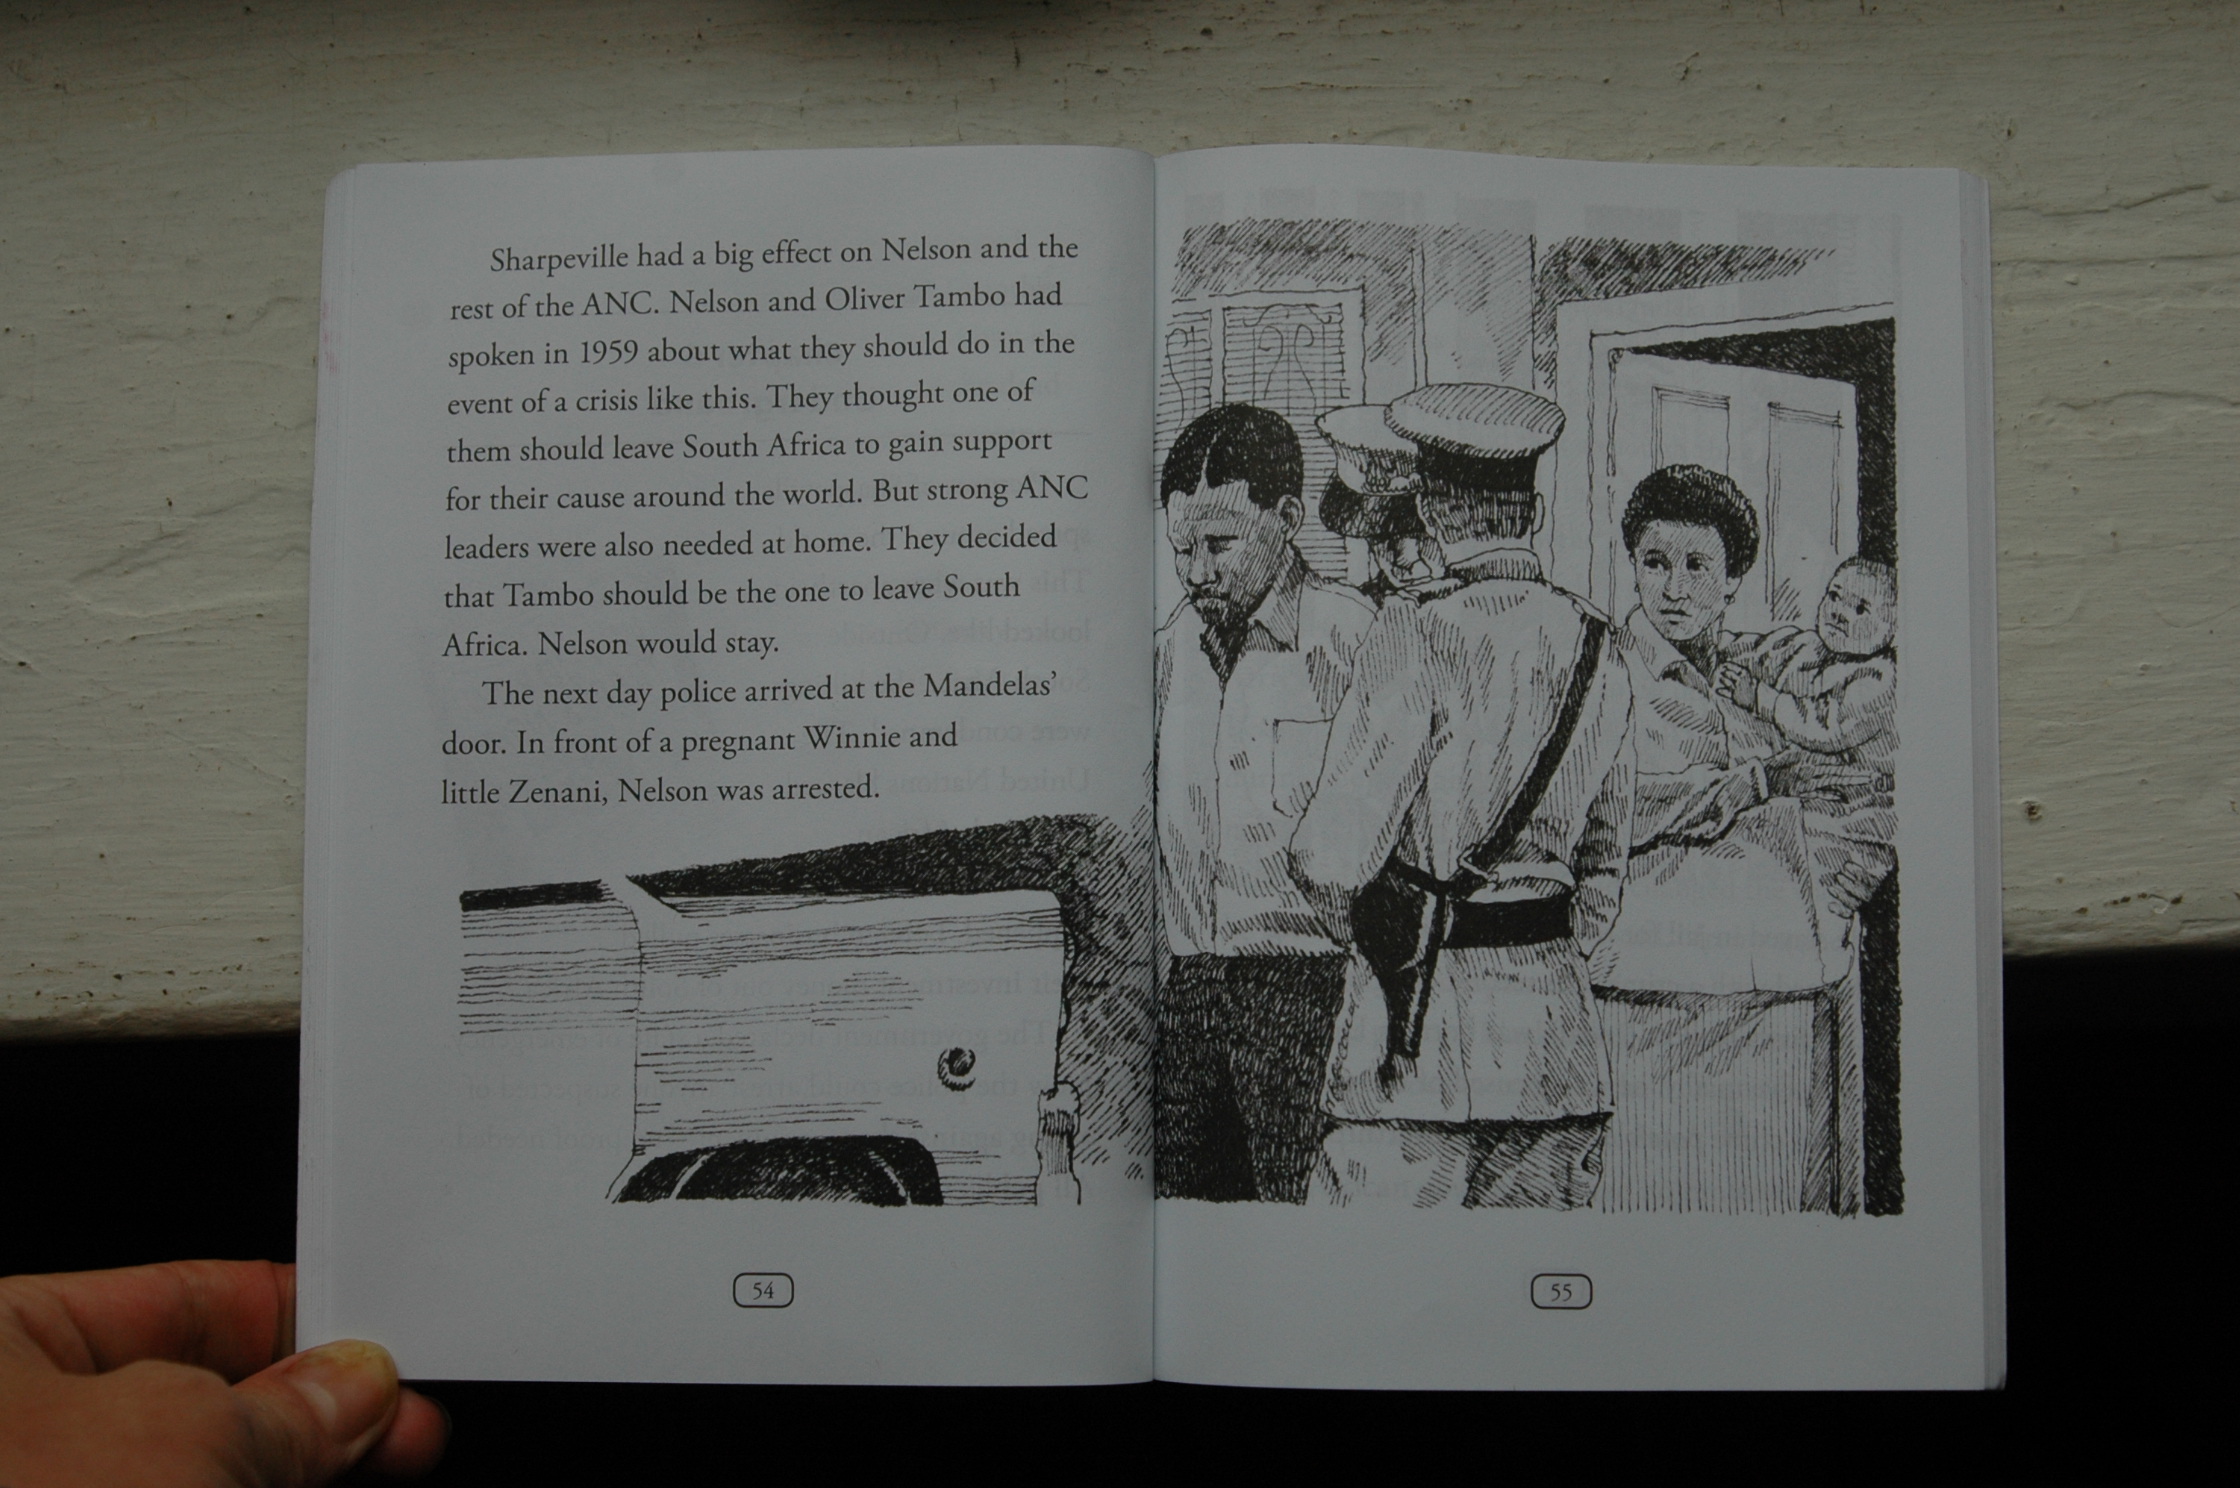 Sharpeville had a big effect on Nelson and the
rest of the ANC. Nelson and Oliver Tambo had
spoken in 1959 about what they should do in the
event of a crisis like this. They thought one of
them should leave South Africa to gain support
for their cause around the world. But strong ANC
leaders were also needed at home. They decided
that Tambo should be the one to leave South
Africa. Nelson would stay.
The next day police arrived at the Mandelas’
door. In front of a pregnant Winnie and
little Zenani, Nelson was arrested.
54
55